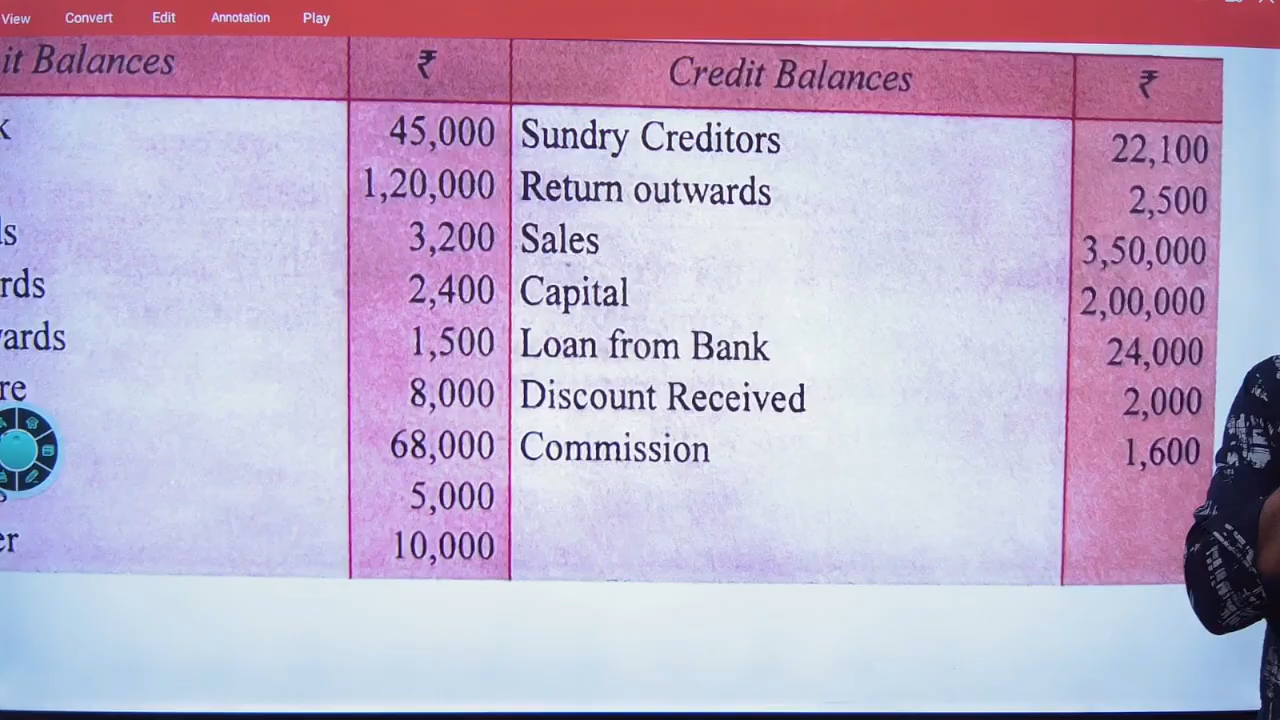 View Convert Edit Annotation Play
it Balances ₹ Credit Balances ₹
k 45,000 Sundry Creditors 22,100
1,20,000 Return outwards 2,500
ls 3,200 Sales 3,50,000
rds 2,400 Capital 2,00,000
wards 1,500 Loan from Bank 24,000
re 8,000 Discount Received 2,000
68,000 Commission 1,600
s 5,000
er 10,000